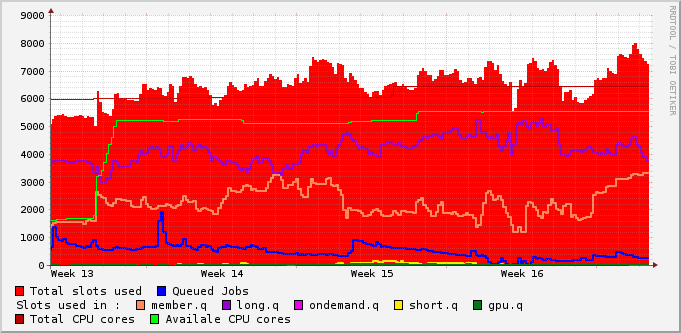 9000
8000
7000
6000
5000
4000
3000
2000
1000
0
Week 13 Week 14 Week 15 Week 16
RRDTOOL / TOBI OETIKER
Total slots used Queued Jobs
Slots used in : member.q long.q ondemand.q short.q gpu.q
Total CPU cores Availale CPU cores